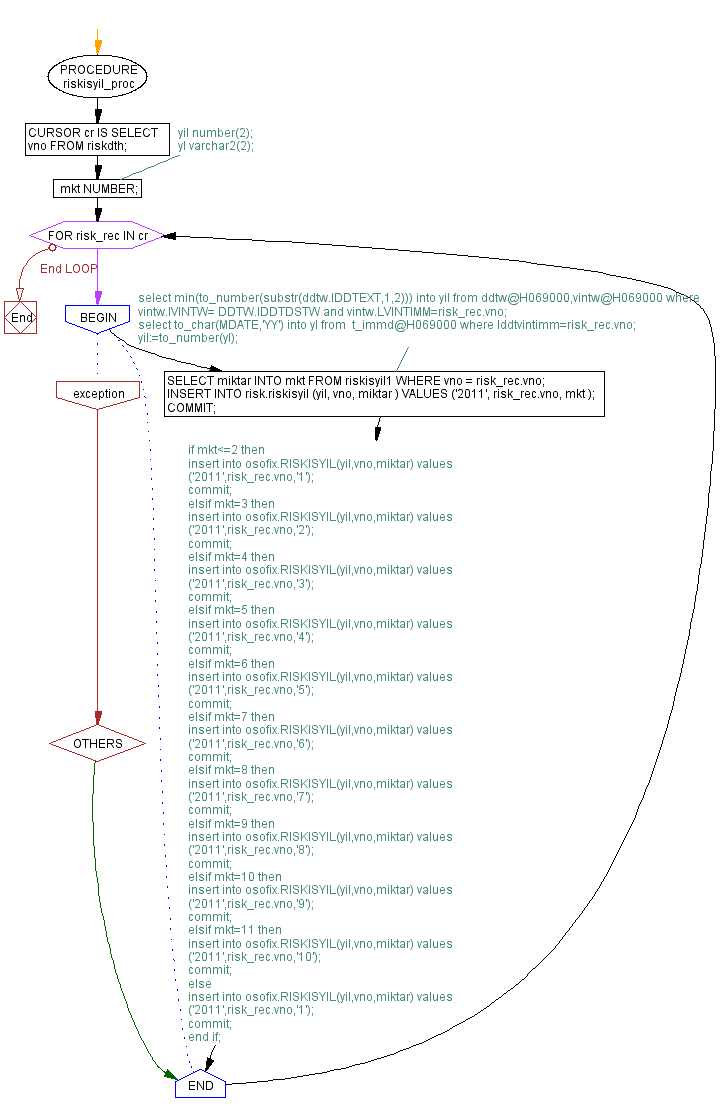 PROCEDURE
riskisyil_proc
CURSOR cr IS SELECT
vno FROM riskdth;
yil number(2);
yl varchar2(2);
mkt NUMBER;
FOR risk_rec IN cr
End LOOP
End
select min(to_number(substr(ddtw.IDDTEXT,1,2))) into yil from ddtw@H069000,vintw@H069000 where
vintw.IVINTW= DDTW.IDDTDSTW and vintw.LVINTIMM=risk_rec.vno;
select to_char(MDATE,'YY') into yl from  t_immd@H069000 where lddtvintimm=risk_rec.vno;
yil:=to_number(yl);
BEGIN
SELECT miktar INTO mkt FROM riskisyil1 WHERE vno = risk_rec.vno;
INSERT INTO risk.riskisyil (yil, vno, miktar ) VALUES ('2011', risk_rec.vno, mkt );
COMMIT;
exception
if mkt<=2 then
insert into osofix.RISKISYIL(yil,vno,miktar) values
('2011',risk_rec.vno,'1');
commit;
elsif mkt=3 then
insert into osofix.RISKISYIL(yil,vno,miktar) values
('2011',risk_rec.vno,'2');
commit;
elsif mkt=4 then
insert into osofix.RISKISYIL(yil,vno,miktar) values
('2011',risk_rec.vno,'3');
commit;
elsif mkt=5 then
insert into osofix.RISKISYIL(yil,vno,miktar) values
('2011',risk_rec.vno,'4');
commit;
elsif mkt=6 then
insert into osofix.RISKISYIL(yil,vno,miktar) values
('2011',risk_rec.vno,'5');
commit;
elsif mkt=7 then
insert into osofix.RISKISYIL(yil,vno,miktar) values
('2011',risk_rec.vno,'6');
commit;
elsif mkt=8 then
insert into osofix.RISKISYIL(yil,vno,miktar) values
('2011',risk_rec.vno,'7');
commit;
elsif mkt=9 then
insert into osofix.RISKISYIL(yil,vno,miktar) values
('2011',risk_rec.vno,'8');
commit;
elsif mkt=10 then
insert into osofix.RISKISYIL(yil,vno,miktar) values
('2011',risk_rec.vno,'9');
commit;
elsif mkt=11 then
insert into osofix.RISKISYIL(yil,vno,miktar) values
('2011',risk_rec.vno,'10');
commit;
else
insert into osofix.RISKISYIL(yil,vno,miktar) values
('2011',risk_rec.vno,'1');
commit;
end if;
OTHERS
END